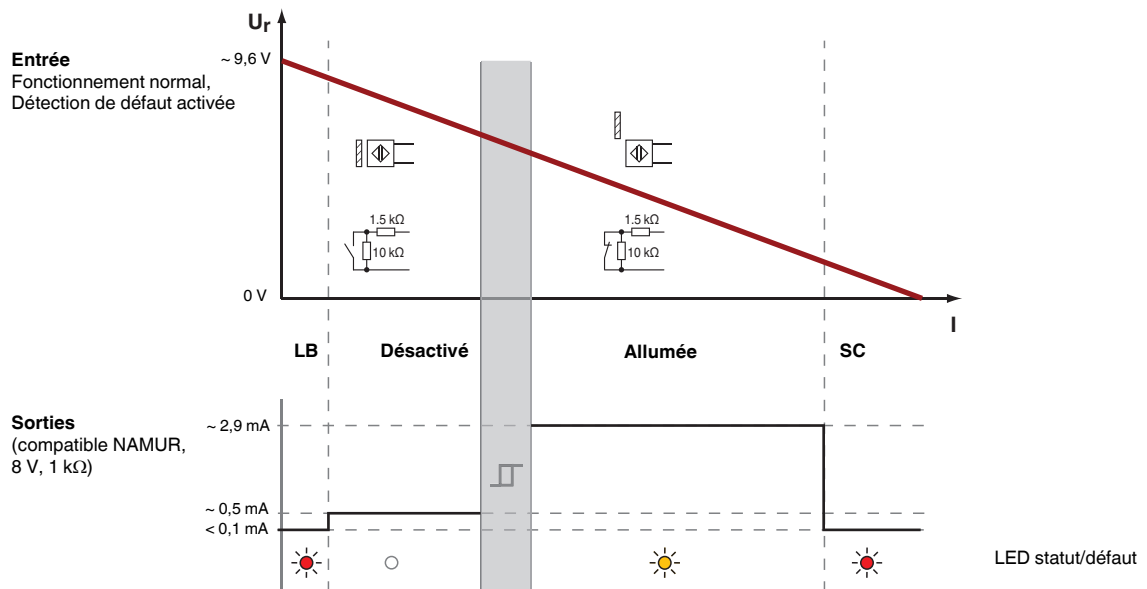 Ur
Entrée
Fonctionnement normal,
Détection de défaut activée
~ 9,6 V
1.5 kΩ
10 kΩ
1.5 kΩ
10 kΩ
0 V
I
LB
Désactivé
Allumée
SC
Sorties
(compatible NAMUR,
8 V, 1 kΩ)
~ 2,9 mA
~ 0,5 mA
< 0,1 mA
LED statut/défaut